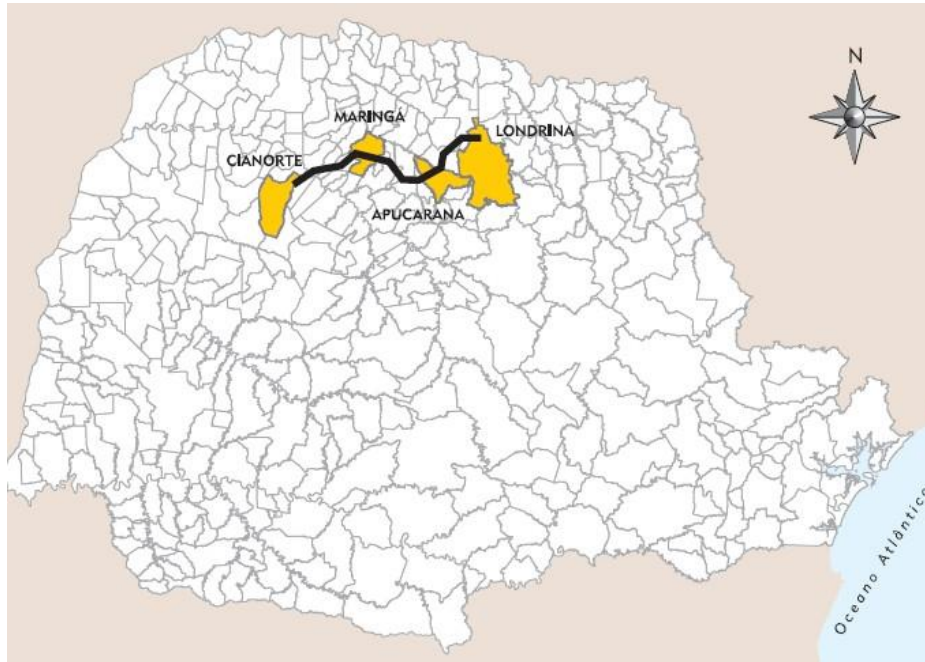 N
MARINGÁ
LONDRINA
CIANORTE
APUCARANA
Oceano Atlântico